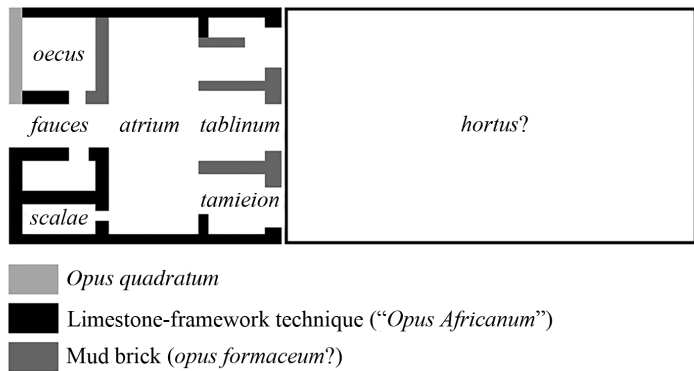 oecus
fauces
atrium
tablinum
hortus?
tamieion
scalae
Opus quadratum
Limestone-framework technique (“Opus Africanum”)
Mud brick (opus formaceum?)